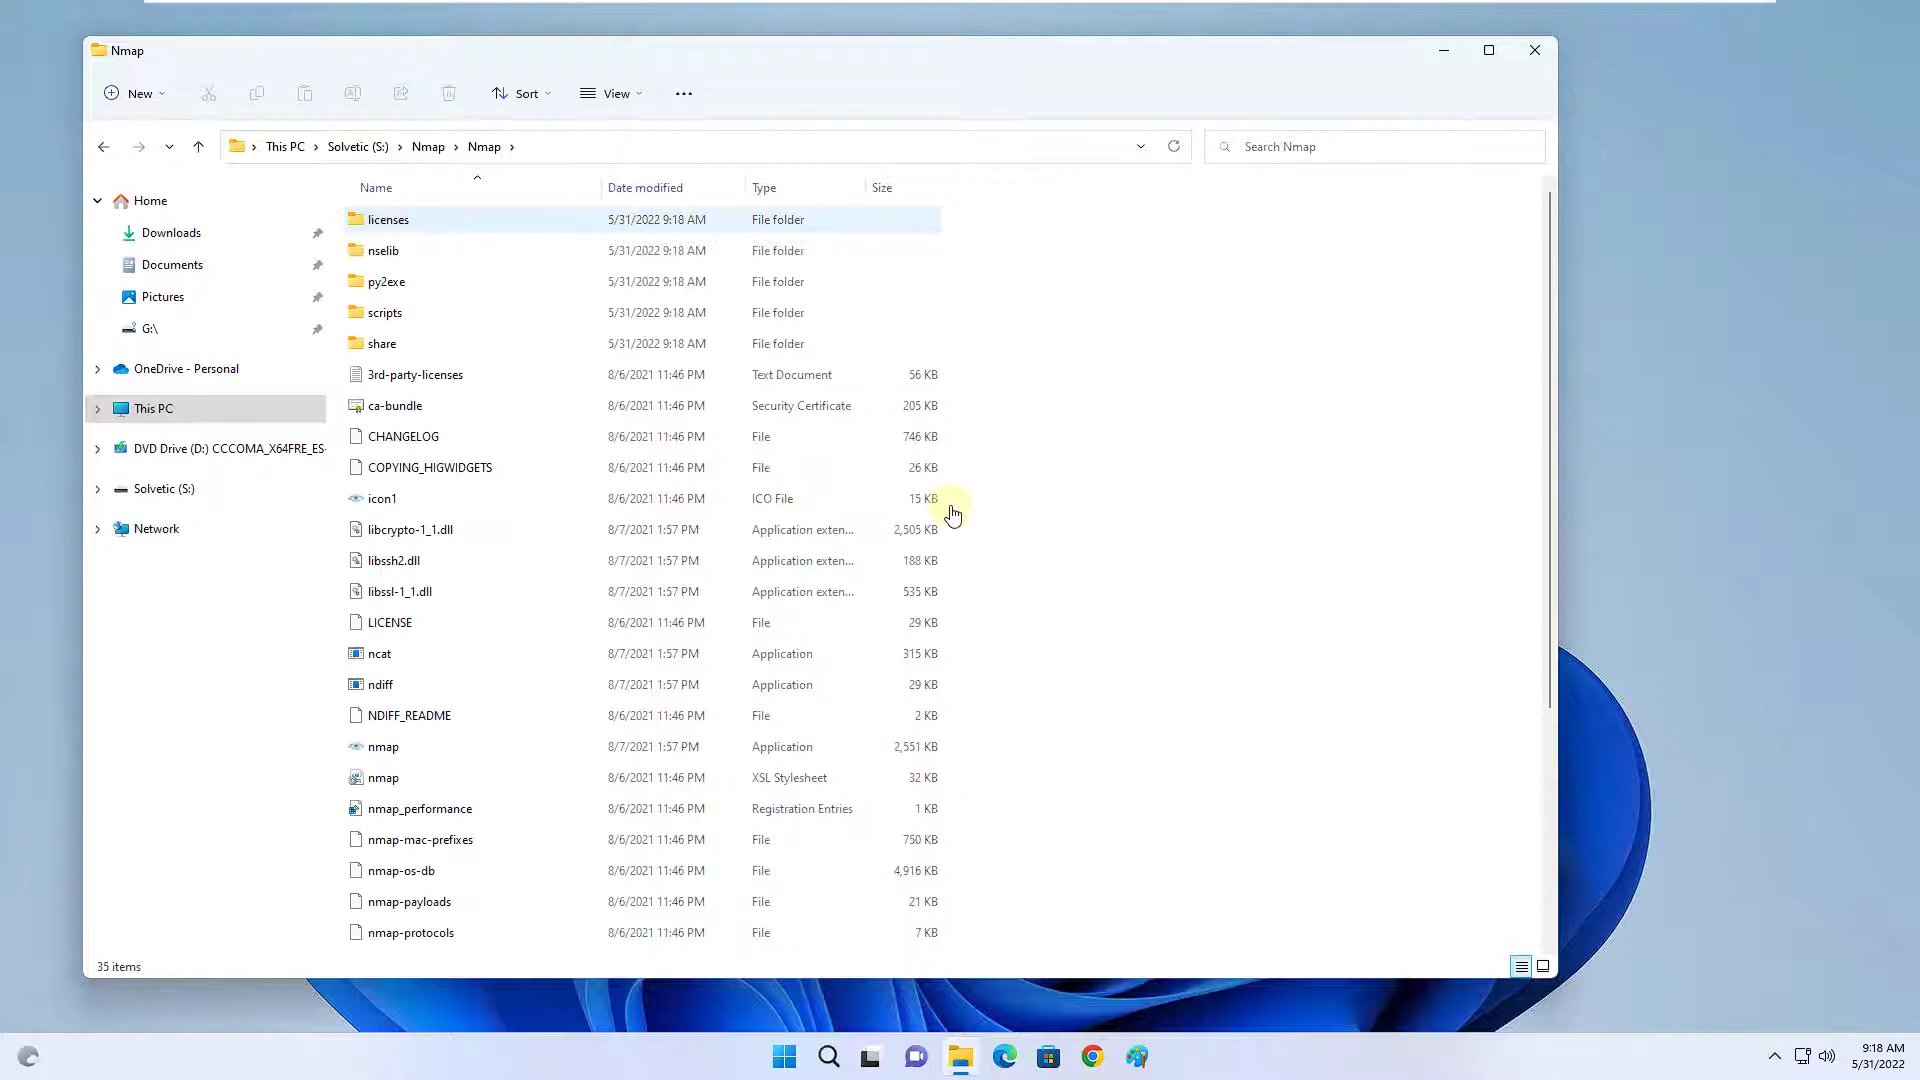 Nmap
New Sort View
This PC Solvetic (S:) Nmap Nmap
Search Nmap
Home
Downloads
Documents
Pictures
G:\
OneDrive - Personal
This PC
DVD Drive (D:) CCCOMA_X64FRE_ES-
Solvetic (S:)
Network
Name Date modified Type Size
licenses 5/31/2022 9:18 AM File folder
nselib 5/31/2022 9:18 AM File folder
py2exe 5/31/2022 9:18 AM File folder
scripts 5/31/2022 9:18 AM File folder
share 5/31/2022 9:18 AM File folder
3rd-party-licenses 8/6/2021 11:46 PM Text Document 56 KB
ca-bundle 8/6/2021 11:46 PM Security Certificate 205 KB
CHANGELOG 8/6/2021 11:46 PM File 746 KB
COPYING_HIGWIDGETS 8/6/2021 11:46 PM File 26 KB
icon1 8/6/2021 11:46 PM ICO File 15 KB
libcrypto-1_1.dll 8/7/2021 1:57 PM Application exten... 2,505 KB
libssh2.dll 8/7/2021 1:57 PM Application exten... 188 KB
libssl-1_1.dll 8/7/2021 1:57 PM Application exten... 535 KB
LICENSE 8/6/2021 11:46 PM File 29 KB
ncat 8/7/2021 1:57 PM Application 315 KB
ndiff 8/7/2021 1:57 PM Application 29 KB
NDIFF_README 8/6/2021 11:46 PM File 2 KB
nmap 8/7/2021 1:57 PM Application 2,551 KB
nmap 8/6/2021 11:46 PM XSL Stylesheet 32 KB
nmap_performance 8/6/2021 11:46 PM Registration Entries 1 KB
nmap-mac-prefixes 8/6/2021 11:46 PM File 750 KB
nmap-os-db 8/6/2021 11:46 PM File 4,916 KB
nmap-payloads 8/6/2021 11:46 PM File 21 KB
nmap-protocols 8/6/2021 11:46 PM File 7 KB
35 items
9:18 AM
5/31/2022